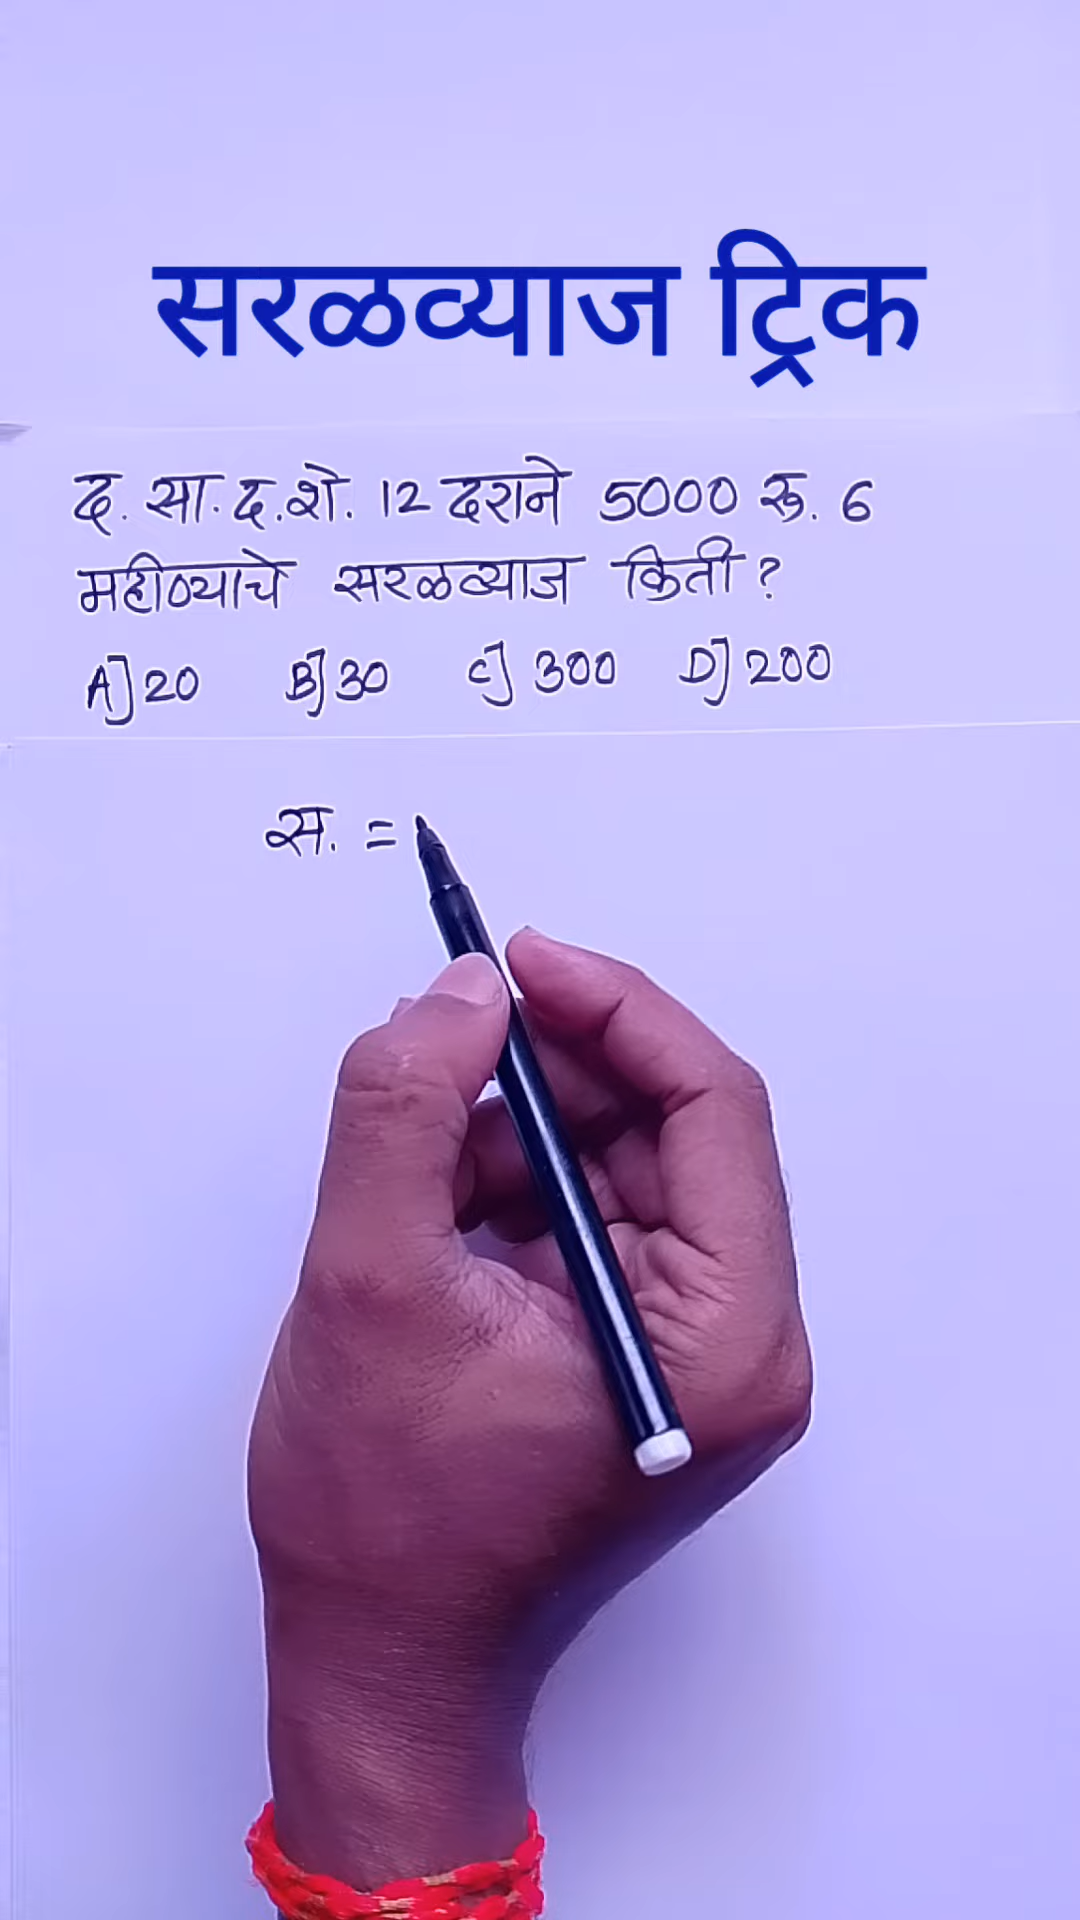 सरळव्याज ट्रिक
द. सा. द. शे. 12 दराने 5000 रू. 6
महीण्याचे सरळव्याज किती?
A] 20 B] 30 C] 300 D] 200
स. =